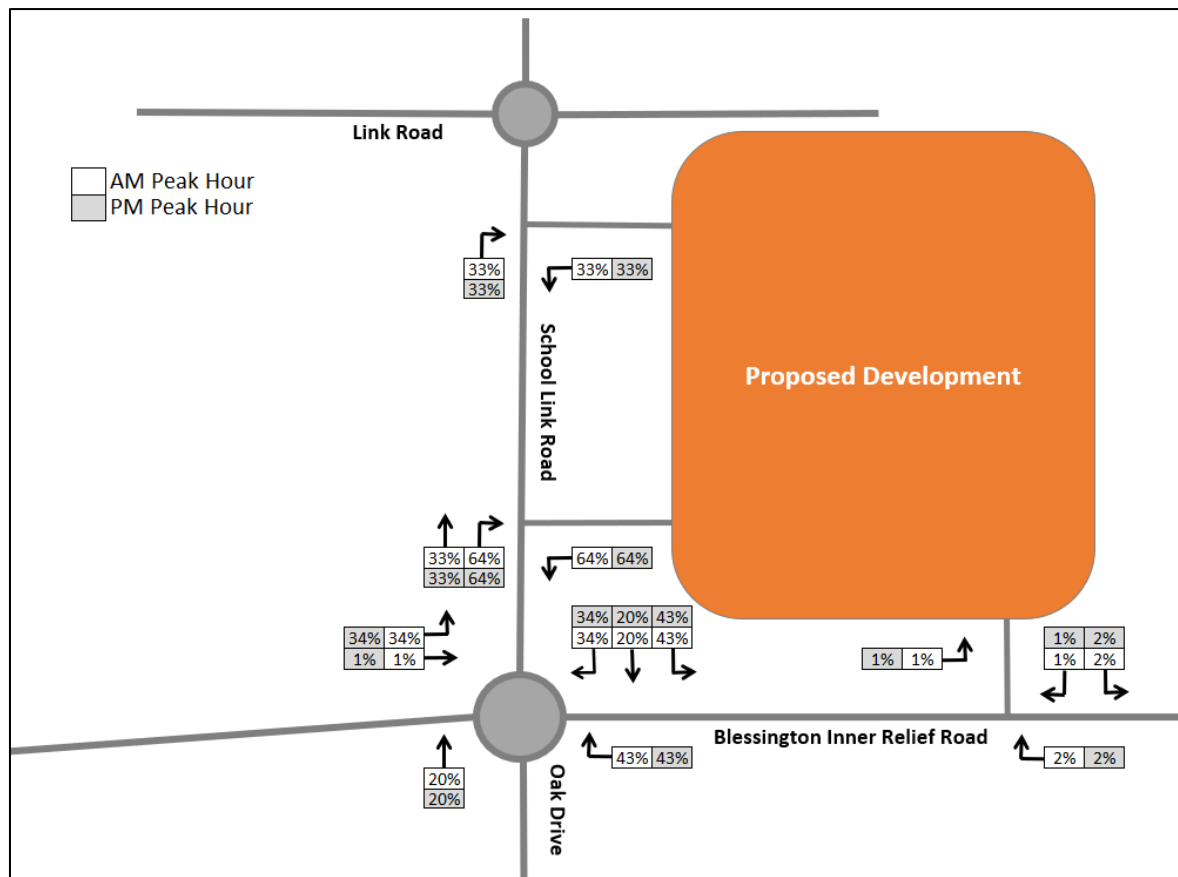 Link Road
AM Peak Hour
PM Peak Hour
33%
33%
33% 33%
School Link Road
Proposed Development
33% 64%
33% 64%
64% 64%
34% 20% 43%
34% 20% 43%
34% 34%
1% 1%
1% 1%
1% 2%
1% 2%
Blessington Inner Relief Road
43% 43%
2% 2%
20%
20%
Oak Drive